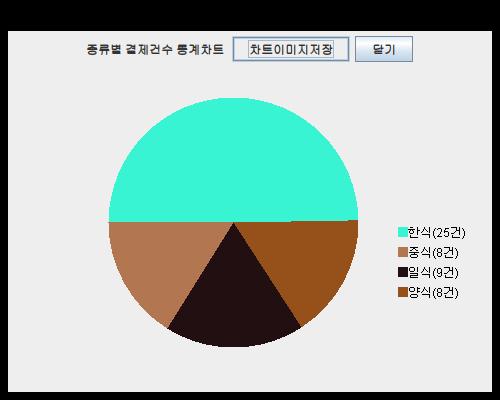 종류별 결제건수 통계차트 차트이미지저장 닫기
한식(25건)
중식(8건)
일식(9건)
양식(8건)